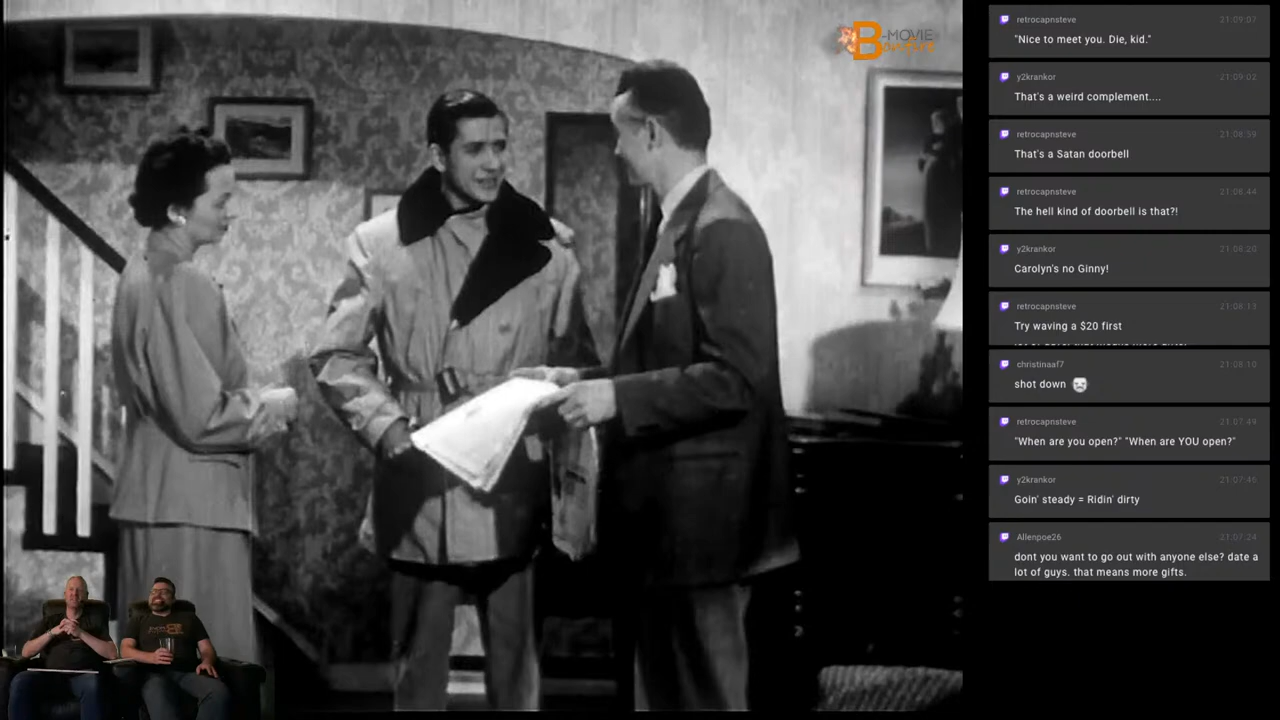 B-MOVIE
Bonfire
retrocapnsteve 21:09:07
"Nice to meet you. Die, kid."
y2krankor 21:09:02
That's a weird complement....
retrocapnsteve 21:08:59
That's a Satan doorbell
retrocapnsteve 21:08:44
The hell kind of doorbell is that?!
y2krankor 21:08:20
Carolyn's no Ginny!
retrocapnsteve 21:08:13
Try waving a $20 first
christinaaf7 21:08:10
shot down
retrocapnsteve 21:07:49
"When are you open?" "When are YOU open?"
y2krankor 21:07:46
Goin' steady = Ridin' dirty
Allenpoe26 21:07:24
dont you want to go out with anyone else? date a
lot of guys. that means more gifts.